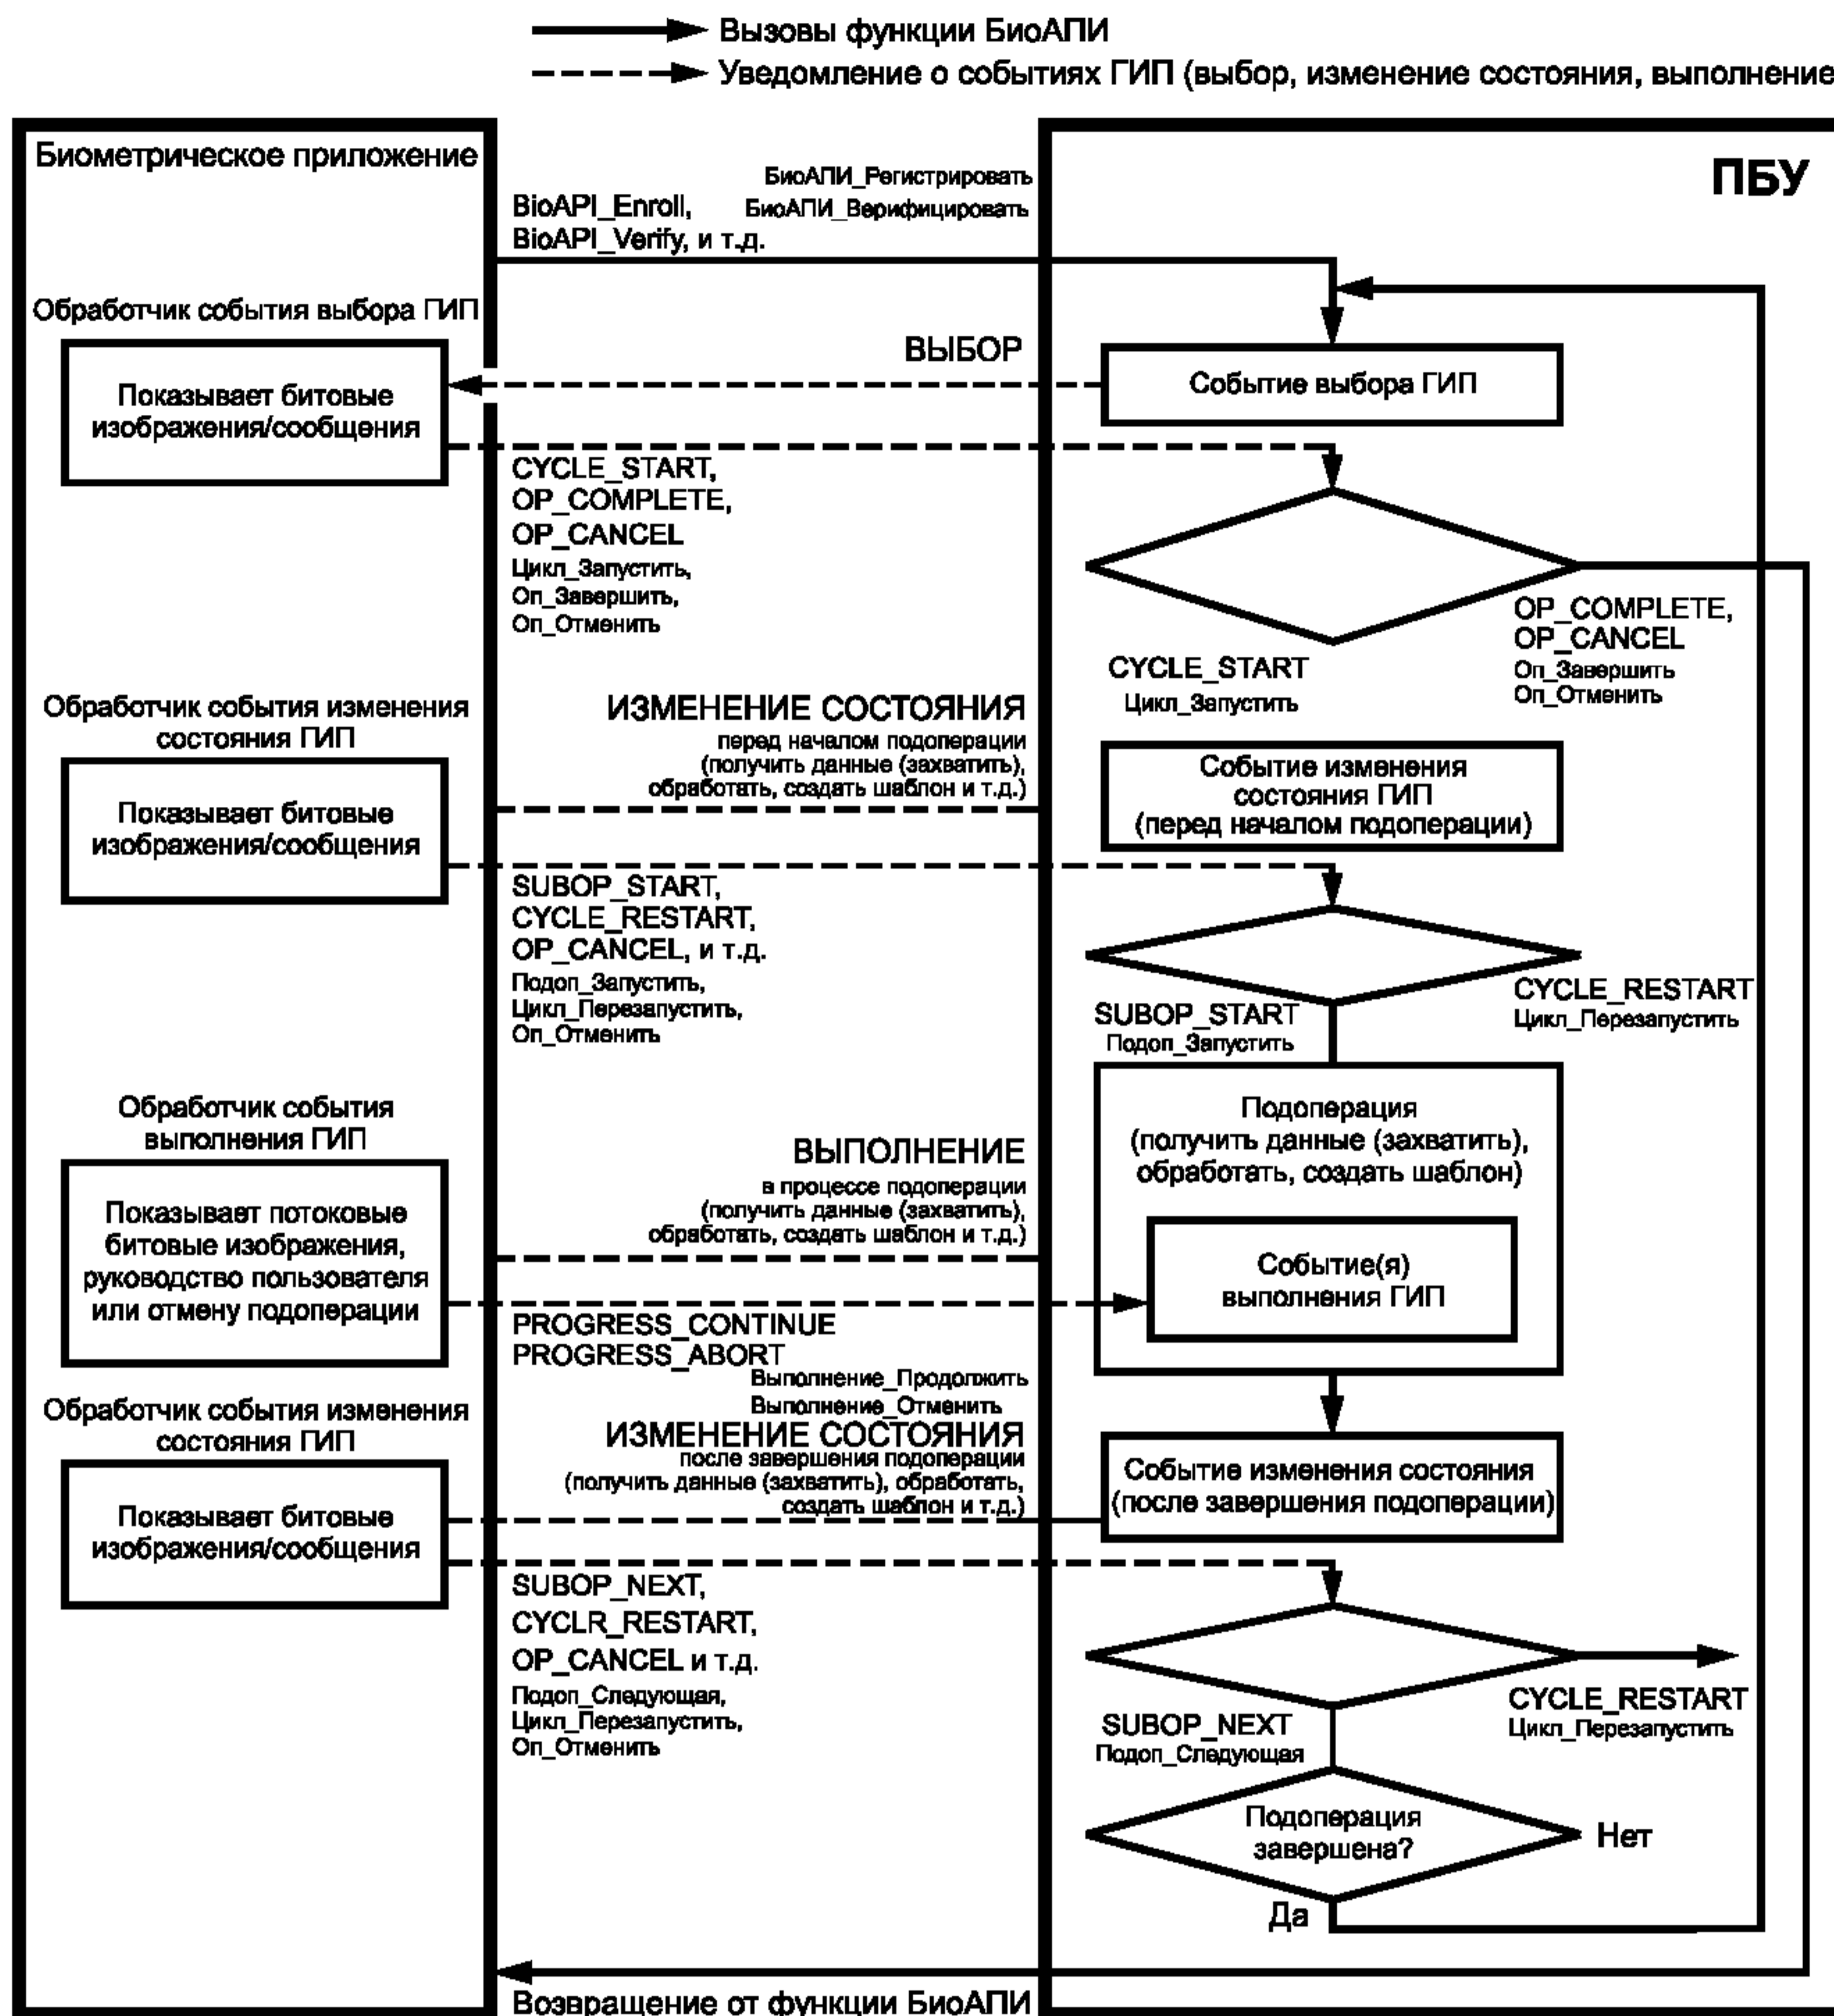 Вызовы функции БиоАПИ
Уведомление о событиях ГИП (выбор, изменение состояния, выполнение
Биометрическое приложение
ПБУ
БиоАПИ_Регистрировать
BioAPI_Enroll,
БиоАПИ_Верифицировать
BioAPI_Verify, и т.д.
Обработчик события выбора ГИП
Показывает битовые
изображения/сообщения
ВЫБОР
Событие выбора ГИП
CYCLE_START,
OP_COMPLETE,
OP_CANCEL
Цикл_Запустить,
Оп_Завершить,
Оп_Отменить
OP_COMPLETE,
OP_CANCEL
Оп_Завершить
Оп_Отменить
CYCLE_START
Цикл_Запустить
Обработчик события изменения
состояния ГИП
Показывает битовые
изображения/сообщения
ИЗМЕНЕНИЕ СОСТОЯНИЯ
перед началом подоперации
(получить данные (захватить),
обработать, создать шаблон и т.д.)
Событие изменения
состояния ГИП
(перед началом подоперации)
SUBOP_START,
CYCLE_RESTART,
OP_CANCEL, и т.д.
Подоп_Запустить,
Цикл_Перезапустить,
Оп_Отменить
CYCLE_RESTART
Цикл_Перезапустить
SUBOP_START
Подоп_Запустить
Обработчик события
выполнения ГИП
Показывает потоковые
битовые изображения,
руководство пользователя
или отмену подоперации
ВЫПОЛНЕНИЕ
в процессе подоперации
(получить данные (захватить),
обработать, создать шаблон и т.д.)
Подоперация
(получить данные (захватить),
обработать, создать шаблон)
Событие(я)
выполнения ГИП
PROGRESS_CONTINUE
PROGRESS_ABORT
Выполнение_Продолжить
Выполнение_Отменить
Обработчик события изменения
состояния ГИП
Показывает битовые
изображения/сообщения
ИЗМЕНЕНИЕ СОСТОЯНИЯ
после завершения подоперации
(получить данные (захватить), обработать,
создать шаблон и т.д.)
Событие изменения состояния
(после завершения подоперации)
SUBOP_NEXT,
CYCLR_RESTART,
OP_CANCEL и т.д.
Подоп_Следующая,
Цикл_Перезапустить,
Оп_Отменить
CYCLE_RESTART
Цикл_Перезапустить
SUBOP_NEXT
Подоп_Следующая
Подоперация
завершена?
Нет
Да
Возвращение от функции БиоАПИ